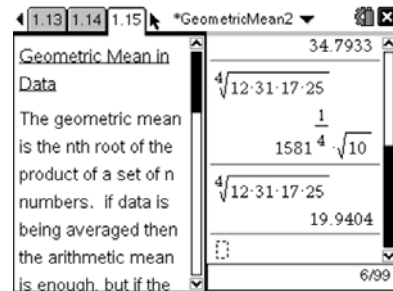 1.13 1.14 1.15 *GeometricMean2
Geometric Mean in
Data
The geometric mean
is the nth root of the
product of a set of n
numbers. if data is
being averaged then
the arithmetic mean
is enough, but if the
34.7933
4√12·31·17·25
1581^(1/4)·√10
4√12·31·17·25
19.9404
6/99